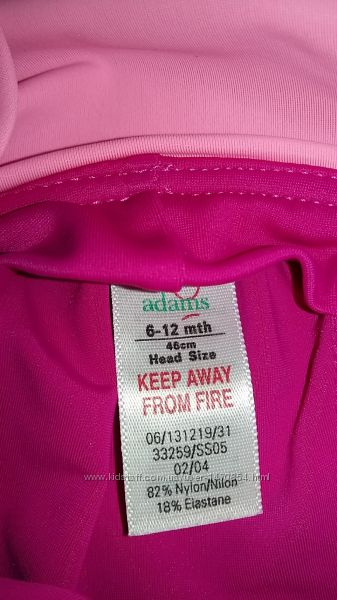 adams
6-12 mth
46cm
Head Size
KEEP AWAY
FROM FIRE
06/131219/31
33259/SS05
02/04
82% Nylon/Nilon
18% Elastane